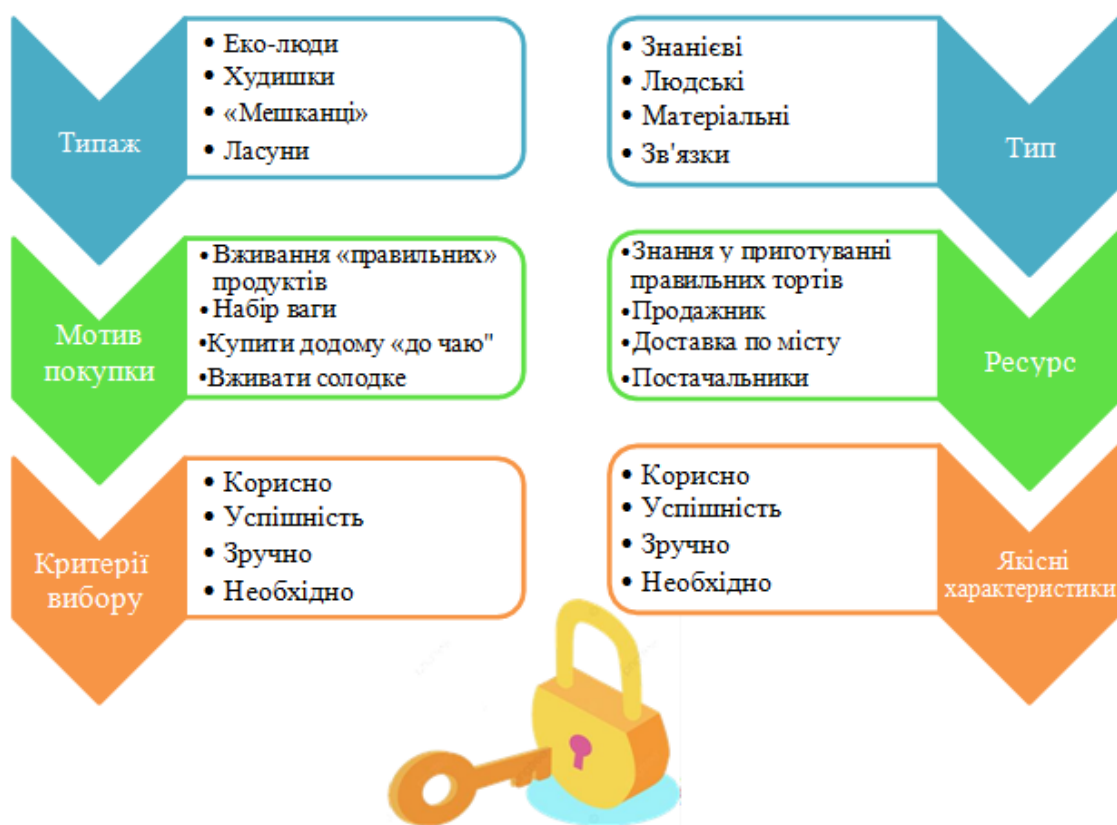 Типаж
• Еко-люди
• Худишки
• «Мешканці»
• Ласуни
Мотив
покупки
•Вживання «правильних»
продуктів
•Набір ваги
•Купити додому «до чаю"
•Вживати солодке
Критерії
вибору
• Корисно
• Успішність
• Зручно
• Необхідно
• Знанієві
• Людські
• Матеріальні
• Зв'язки
Тип
•Знання у приготуванні
правильних тортів
•Продажник
•Доставка по місту
•Постачальники
Ресурс
• Корисно
• Успішність
• Зручно
• Необхідно
Якісні
характеристики